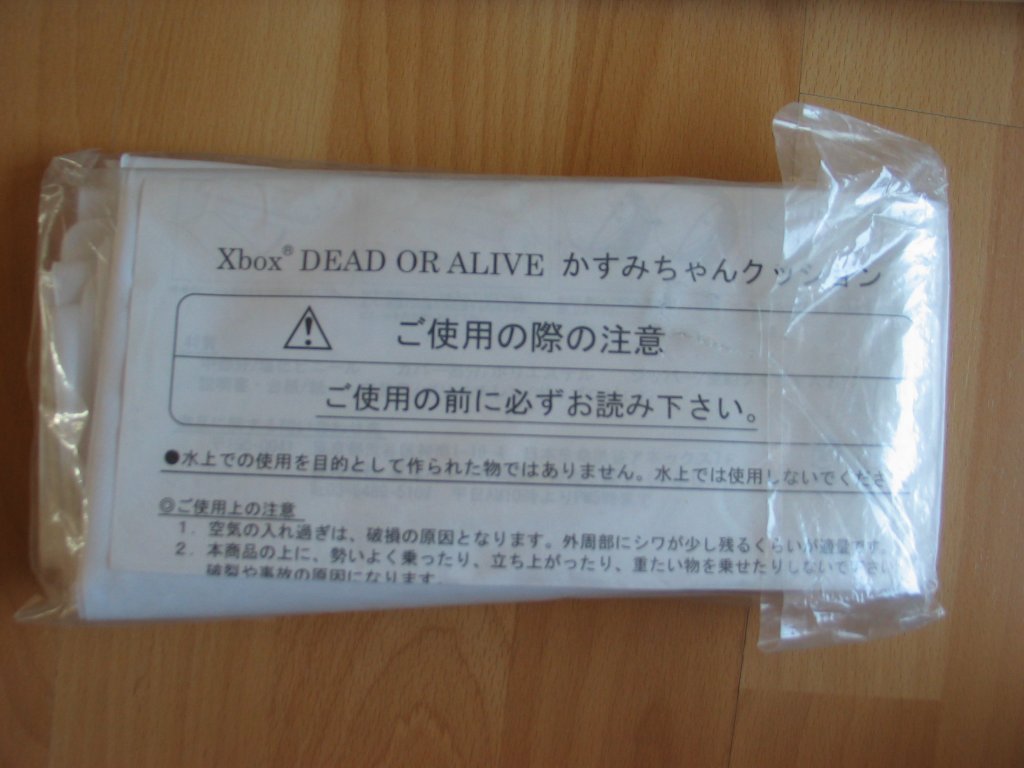 Xbox® DEAD OR ALIVE かすみちゃんクッション
ご使用の際の注意
ご使用の前に必ずお読み下さい。
●水上での使用を目的として作られた物ではありません。水上では使用しないでくださ
◎ご使用上の注意
1. 空気の入れ過ぎは、破損の原因となります。外周部にシワが少し残るくらいが適量です。
2. 本商品の上に、勢いよく乗ったり、立ち上がったり、重たい物を乗せたりしないで下さい
破裂や事故の原因になります